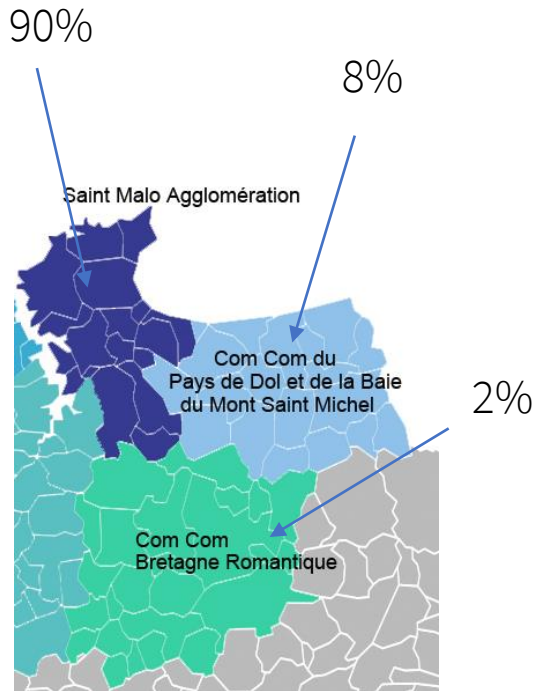 90%
8%
Saint Malo Agglomération
Com Com du
Pays de Dol et de la Baie
du Mont Saint Michel
2%
Com Com
Bretagne Romantique